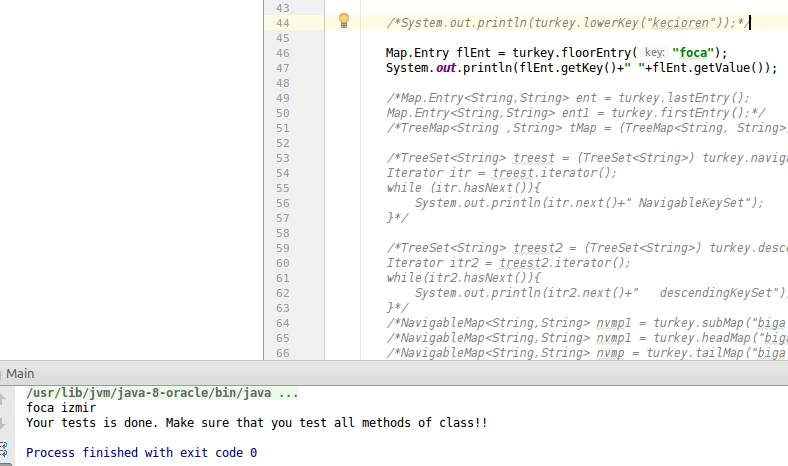 43
44 /*System.out.println(turkey.lowerKey("kecioren"));*/
45
46 Map.Entry flEnt = turkey.floorEntry( key: "foca");
47 System.out.println(flEnt.getKey()+" "+flEnt.getValue());
48
49 /*Map.Entry<String,String> ent = turkey.lastEntry();
50 Map.Entry<String,String> ent1 = turkey.firstEntry();*/
51 /*TreeMap<String ,String> tMap = (TreeMap<String, String>
52
53 /*TreeSet<String> treest = (TreeSet<String>) turkey.naviga
54 Iterator itr = treest.iterator();
55 while (itr.hasNext()){
56 System.out.println(itr.next()+" NavigableKeySet");
57 }*/
58
59 /*TreeSet<String> treest2 = (TreeSet<String>) turkey.desce
60 Iterator itr2 = treest2.iterator();
61 while(itr2.hasNext()){
62 System.out.println(itr2.next()+"   descendingKeySet")
63 }*/
64 /*NavigableMap<String,String> nvmp1 = turkey.subMap("biga
65 /*NavigableMap<String,String> nvmp1 = turkey.headMap("biga
66 /*NavigableMap<String,String> nvmp = turkey.tailMap("biga
Main
/usr/lib/jvm/java-8-oracle/bin/java ...
foca izmir
Your tests is done. Make sure that you test all methods of class!!
Process finished with exit code 0